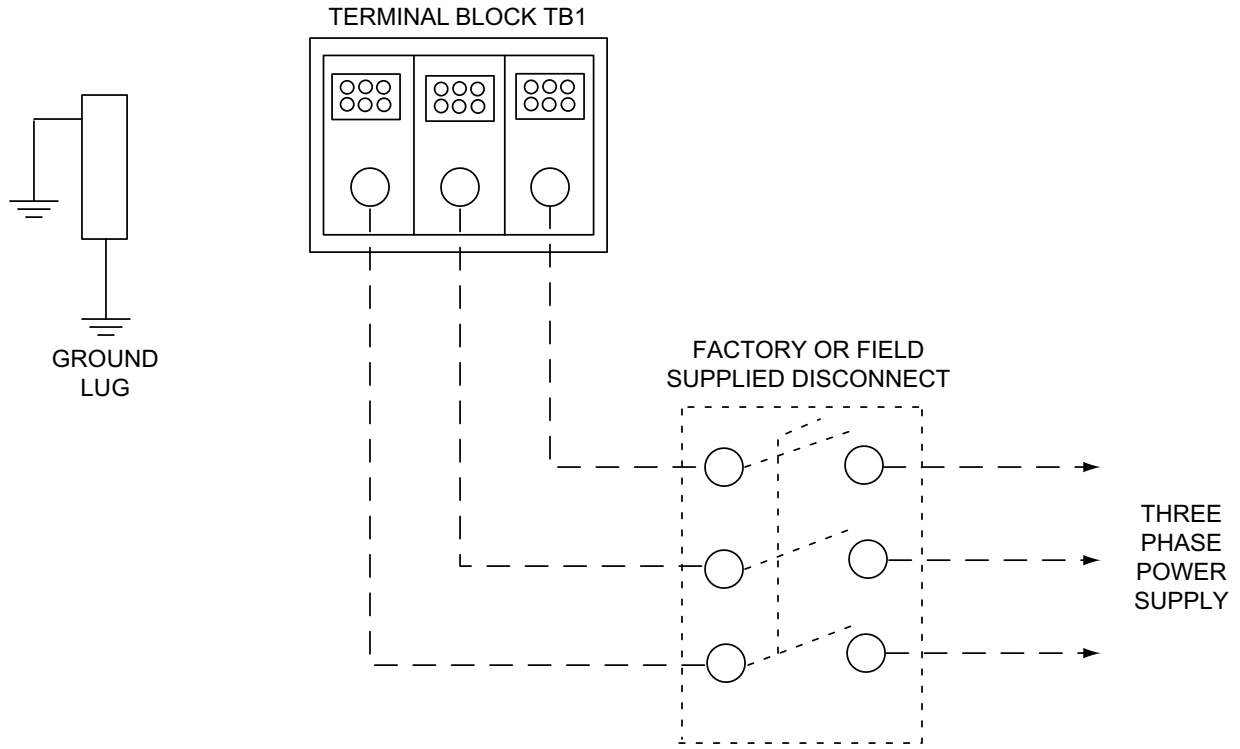 TERMINAL BLOCK TB1
GROUND
LUG
FACTORY OR FIELD
SUPPLIED DISCONNECT
THREE
PHASE
POWER
SUPPLY